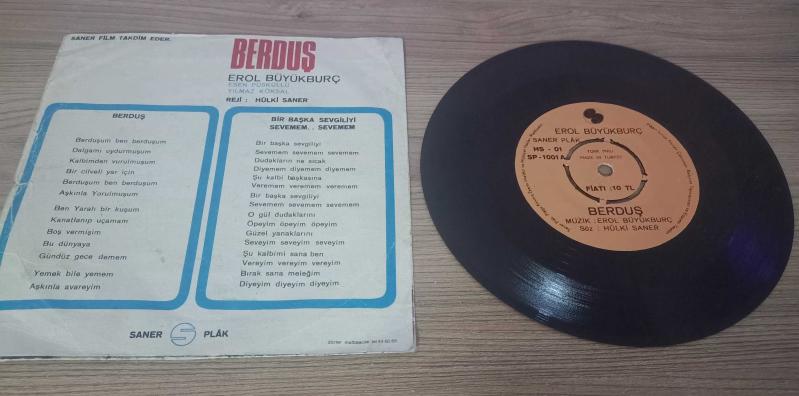 SANER FİLM TAKDİM EDER.
BERDUŞ
EROL BÜYÜKBURÇ
ESEN PÜSKÜLLÜ
YILMAZ KÖKSAL
REJİ : HÜLKİ SANER
BERDUŞ
Berduşum ben berduşum
Dalgamı uydurmuşum
Kalbimden vurulmuşum
Bir cilveli yar için
Berduşum ben berduşum
Aşkınla Yorulmuşum
Ben Yaralı bir kuşum
Kanatlanıp uçamam
Boş vermişim
Bu dünyaya
Gündüz gece demem
Yemek bile yemem
Aşkınla avareyim
BİR BAŞKA SEVGİLİYİ
SEVEMEM.. SEVEMEM
Bir başka sevgiliyi
Sevemem sevemem sevemem
Dudakların ne sıcak
Diyemem diyemem diyemem
Şu kalbi başkasına
Veremem veremem veremem
Bir başka sevgiliyi
Sevemem sevemem sevemem
O gül dudaklarını
Öpeyim öpeyim öpeyim
Güzel yanaklarını
Seveyim seveyim seveyim
Şu kalbimi sana ben
Vereyim vereyim vereyim
Bırak sana meleğim
Diyeyim diyeyim diyeyim
SANER S PLÂK
EROL BÜYÜKBURÇ
SANER PLÂK
HS - 01
SP-1001 A
TÜRK MALI
MADE IN TURKEY
FİATI : 10 TL
BERDUŞ
MÜZİK : EROL BÜYÜKBURÇ
Söz : HÜLKİ SANER